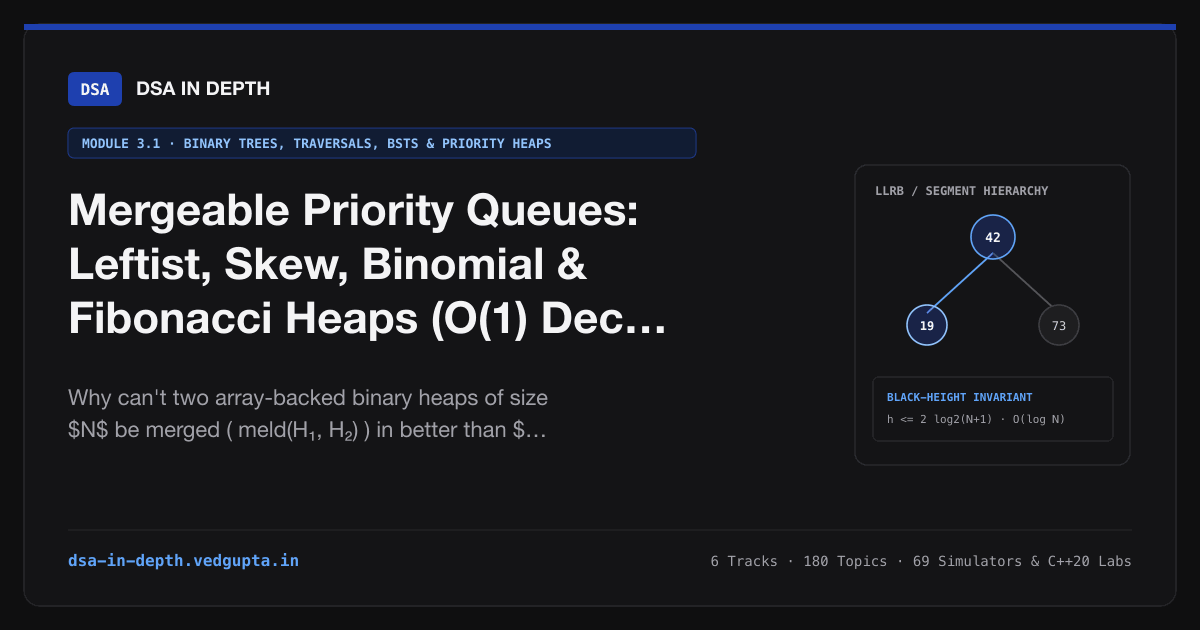 DSA DSA IN DEPTH
MODULE 3.1 · BINARY TREES, TRAVERSALS, BSTS & PRIORITY HEAPS
Mergeable Priority Queues:
Leftist, Skew, Binomial &
Fibonacci Heaps (O(1) Dec...
Why can't two array-backed binary heaps of size
$N$ be merged ( meld(H₁, H₂) ) in better than $...
LLRB / SEGMENT HIERARCHY
42
19
73
BLACK-HEIGHT INVARIANT
h <= 2 log2(N+1) · O(log N)
dsa-in-depth.vedgupta.in
6 Tracks · 180 Topics · 69 Simulators & C++20 Labs